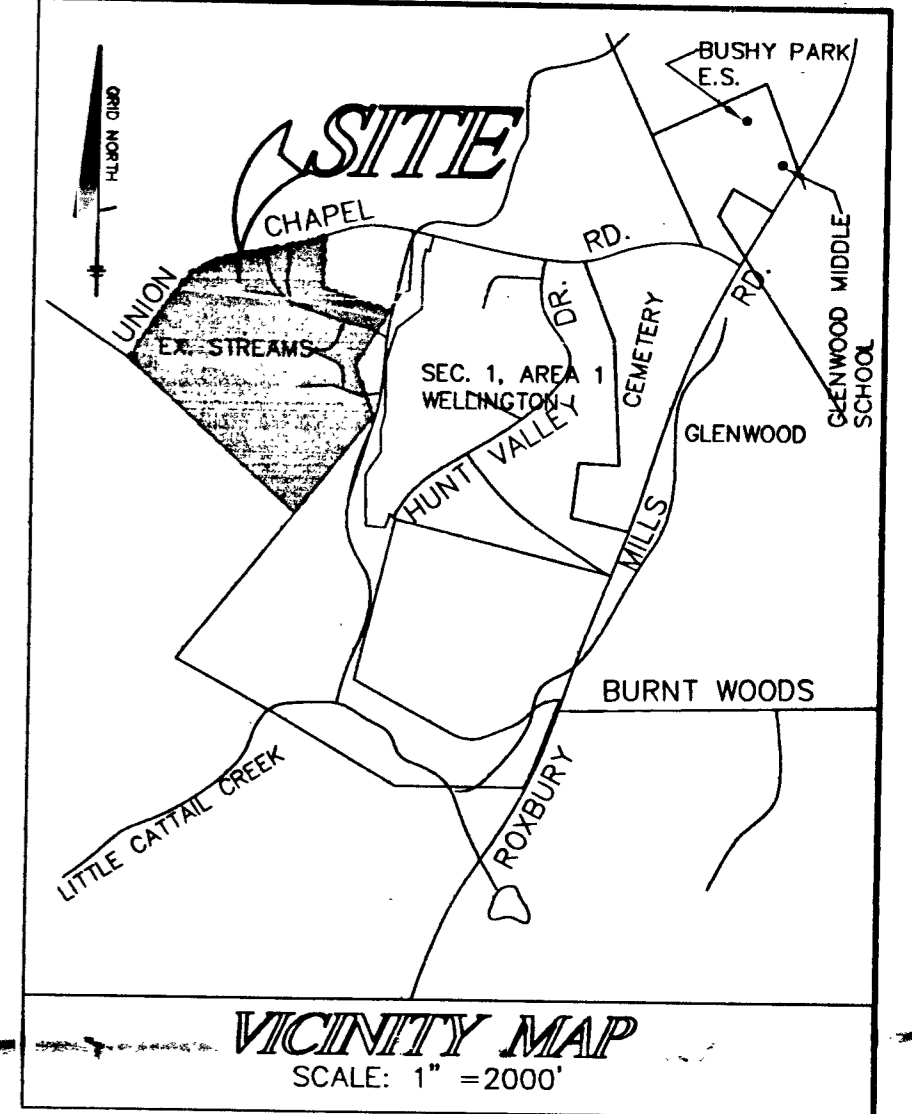 BUSHY PARK
E.S.
GRID NORTH
SITE
UNION CHAPEL RD.
RD.
GLENWOOD MIDDLE
SCHOOL
EX. STREAMS
DR.
CEMETERY
SEC. 1, AREA 1
WELLINGTON
GLENWOOD
HUNT VALLEY
MILLS
BURNT WOODS
ROXBURY
LITTLE CATTAIL CREEK
VICINITY MAP
SCALE: 1" =2000'